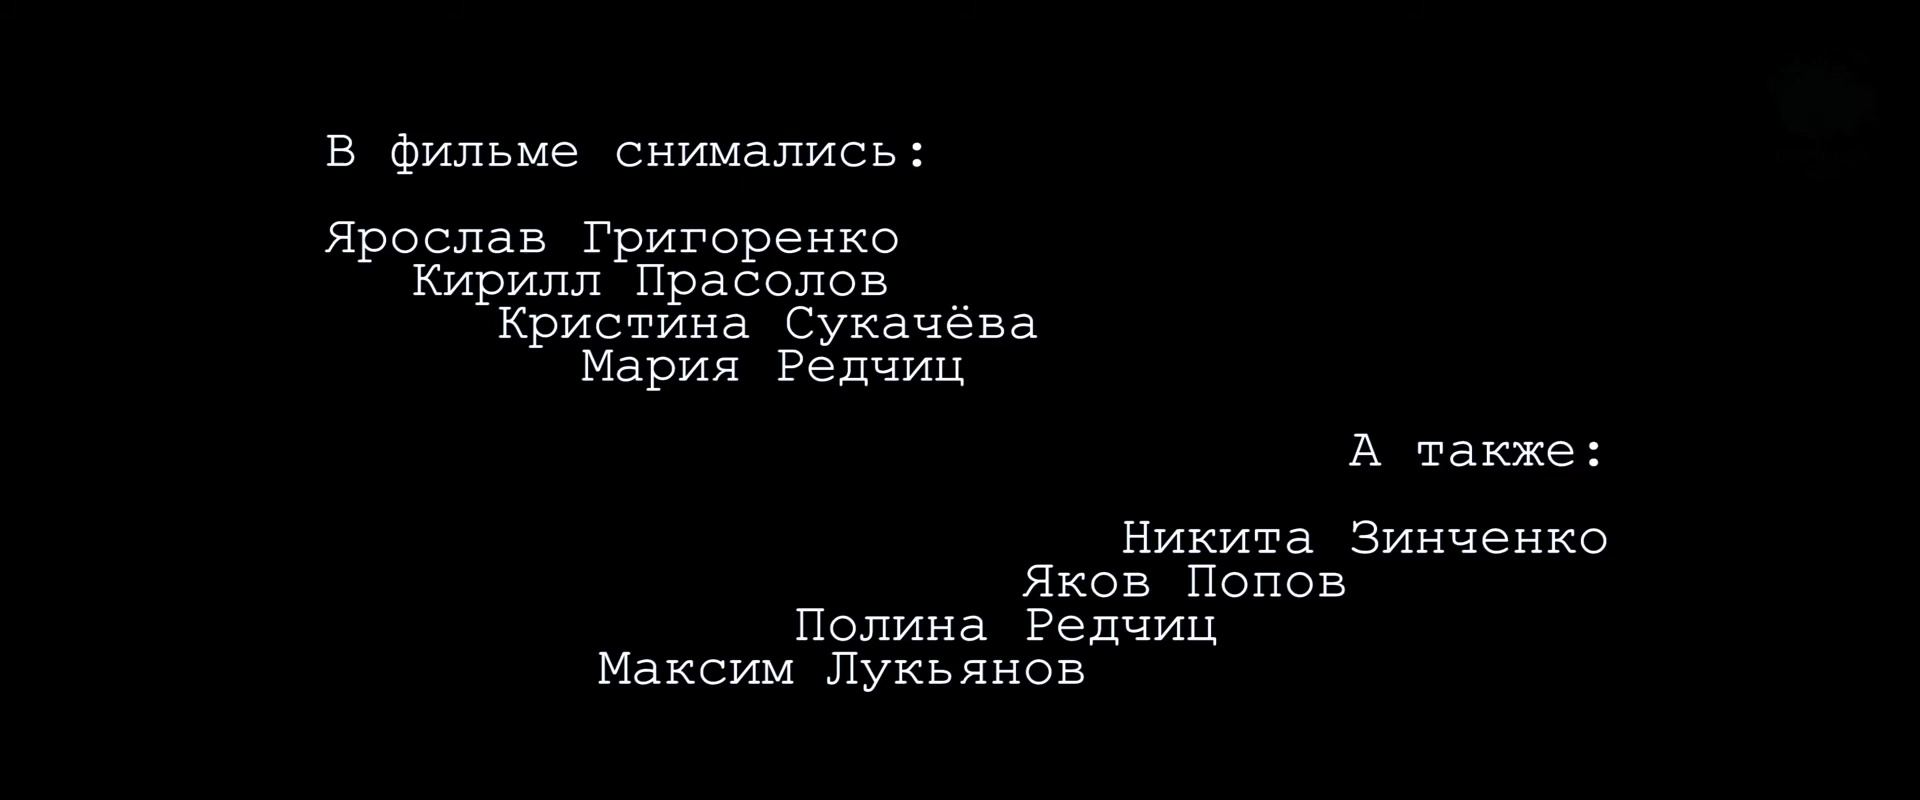 В фильме снимались:
Ярослав Григоренко
Кирилл Прасолов
Кристина Сукачёва
Мария Редчиц
А также:
Никита Зинченко
Яков Попов
Полина Редчиц
Максим Лукьянов